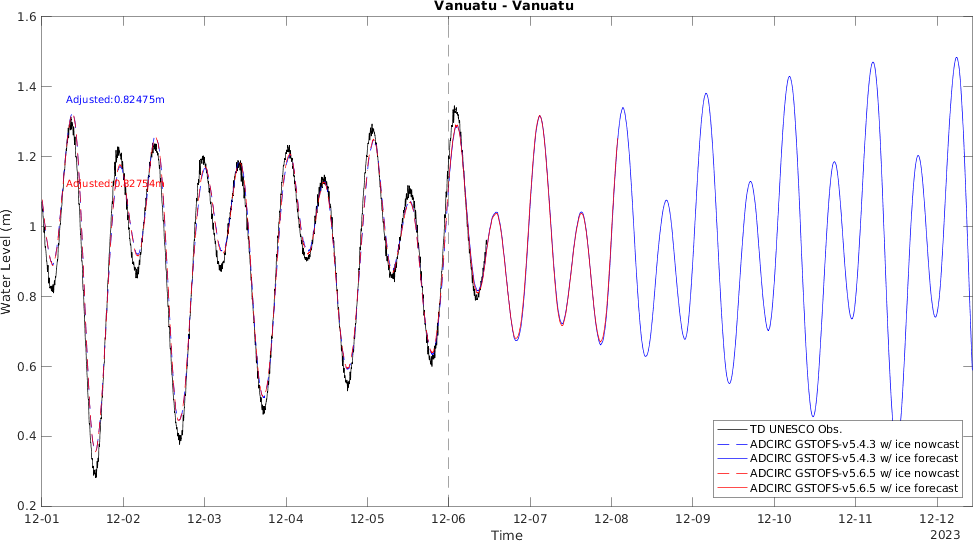 Vanuatu - Vanuatu
1.6
1.4
1.2
1
0.8
0.6
0.4
0.2
Water Level (m)
Adjusted:0.82475m
Adjusted:0.82754m
TD UNESCO Obs.
ADCIRC GSTOFS-v5.4.3 w/ ice nowcast
ADCIRC GSTOFS-v5.4.3 w/ ice forecast
ADCIRC GSTOFS-v5.6.5 w/ ice nowcast
ADCIRC GSTOFS-v5.6.5 w/ ice forecast
12-01 12-02 12-03 12-04 12-05 12-06 12-07 12-08 12-09 12-10 12-11 12-12
2023
Time